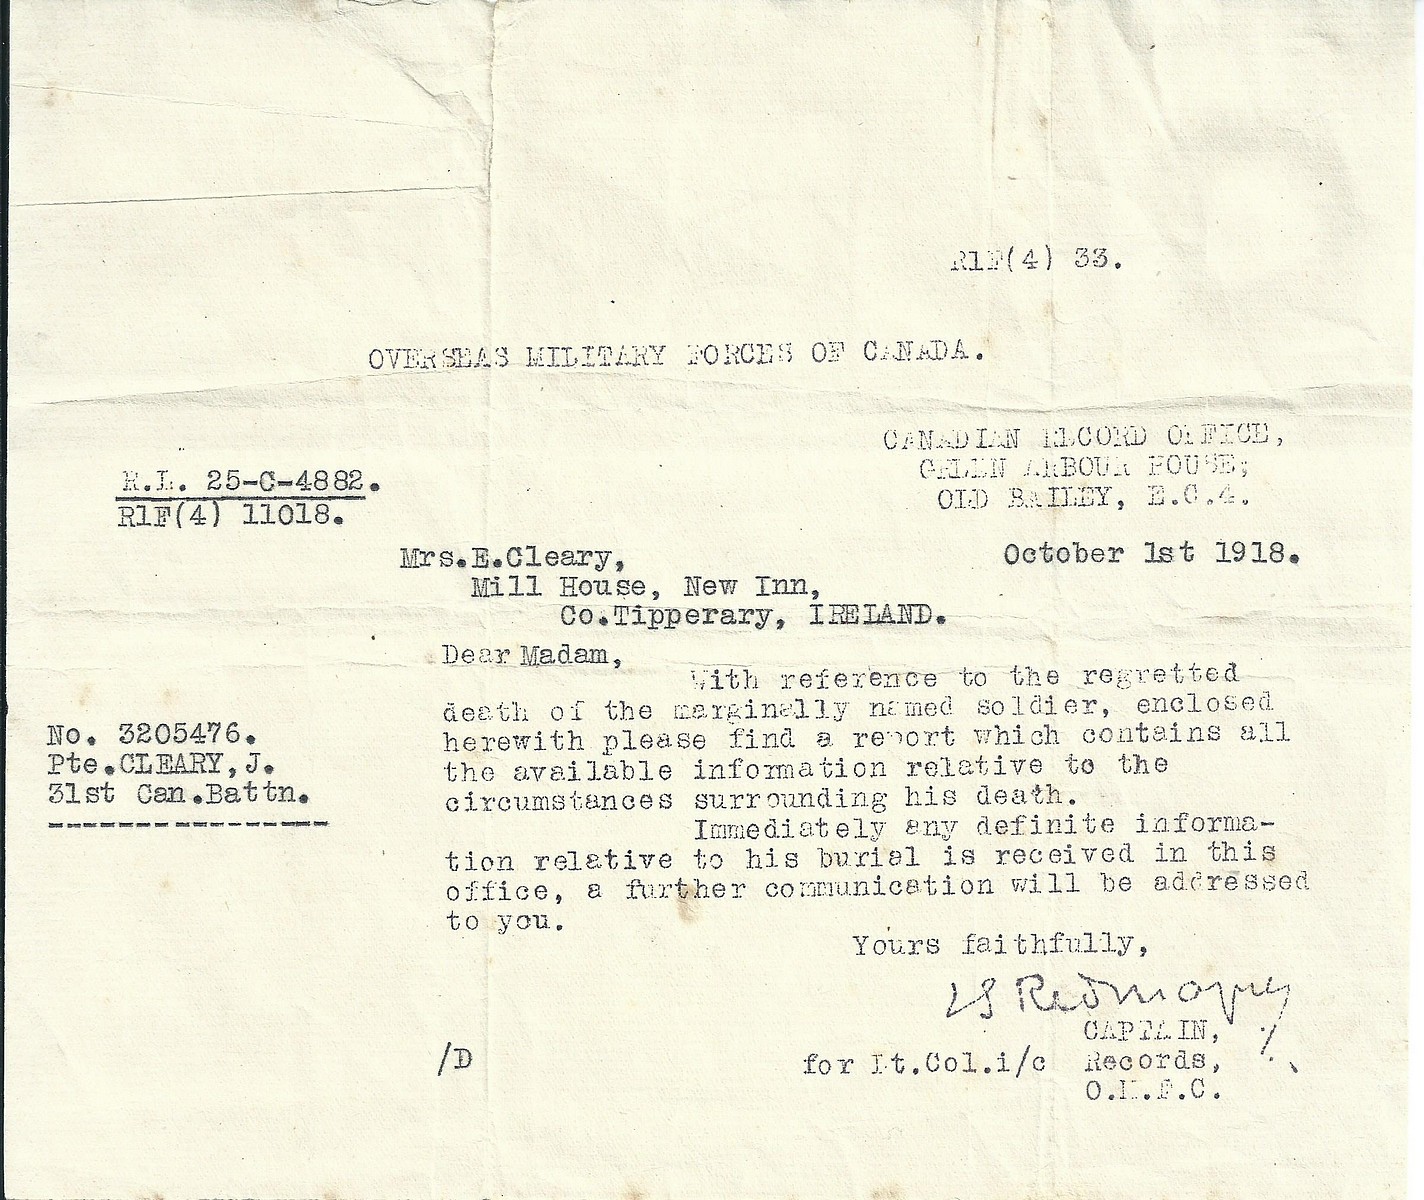 R1F(4) 33.
OVERSEAS MILITARY FORCES OF CANADA.
CANADIAN RECORD OFFICE,
GREEN ARBOUR HOUSE;
OLD BAILEY, E.C.4.
R.L. 25-C-4882.
R1F(4) 11018.
October 1st 1918.
Mrs.E.Cleary,
Mill House, New Inn,
Co.Tipperary, IRELAND.
Dear Madam,
With reference to the regretted
death of the marginally named soldier, enclosed
herewith please find a report which contains all
the available information relative to the
circumstances surrounding his death.
No. 3205476.
Pte.CLEARY,J.
31st Can.Battn.
Immediately any definite informa-
tion relative to his burial is received in this
office, a further communication will be addressed
to you.
Yours faithfully,
CAPTAIN,
/D
for Lt.Col.i/c Records,
O.M.F.C.